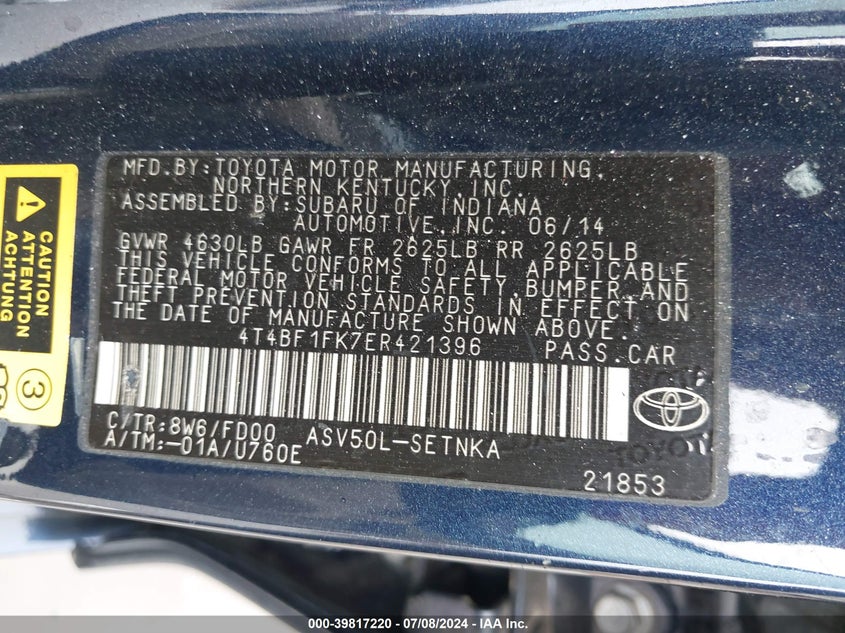 MFD.BY:TOYOTA MOTOR MANUFACTURING,
NORTHERN KENTUCKY,INC.
ASSEMBLED BY:SUBARU OF INDIANA
AUTOMOTIVE,INC. 06/14
GVWR 4630LB GAWR FR 2625LB RR 2625LB
THIS VEHICLE CONFORMS TO ALL APPLICABLE
FEDERAL MOTOR VEHICLE SAFETY,BUMPER,AND
THEFT PREVENTION STANDARDS IN EFFECT ON
THE DATE OF MANUFACTURE SHOWN ABOVE.
4T4BF1FK7ER421396 PASS.CAR
C/TR:8W6/FD00 ASV50L-SETNKA
A/TM:-01A/U760E
TOYOTA
21853
CAUTION
ATTENTION
ACHTUNG
3
000-39817220 - 07/08/2024 - IAA Inc.